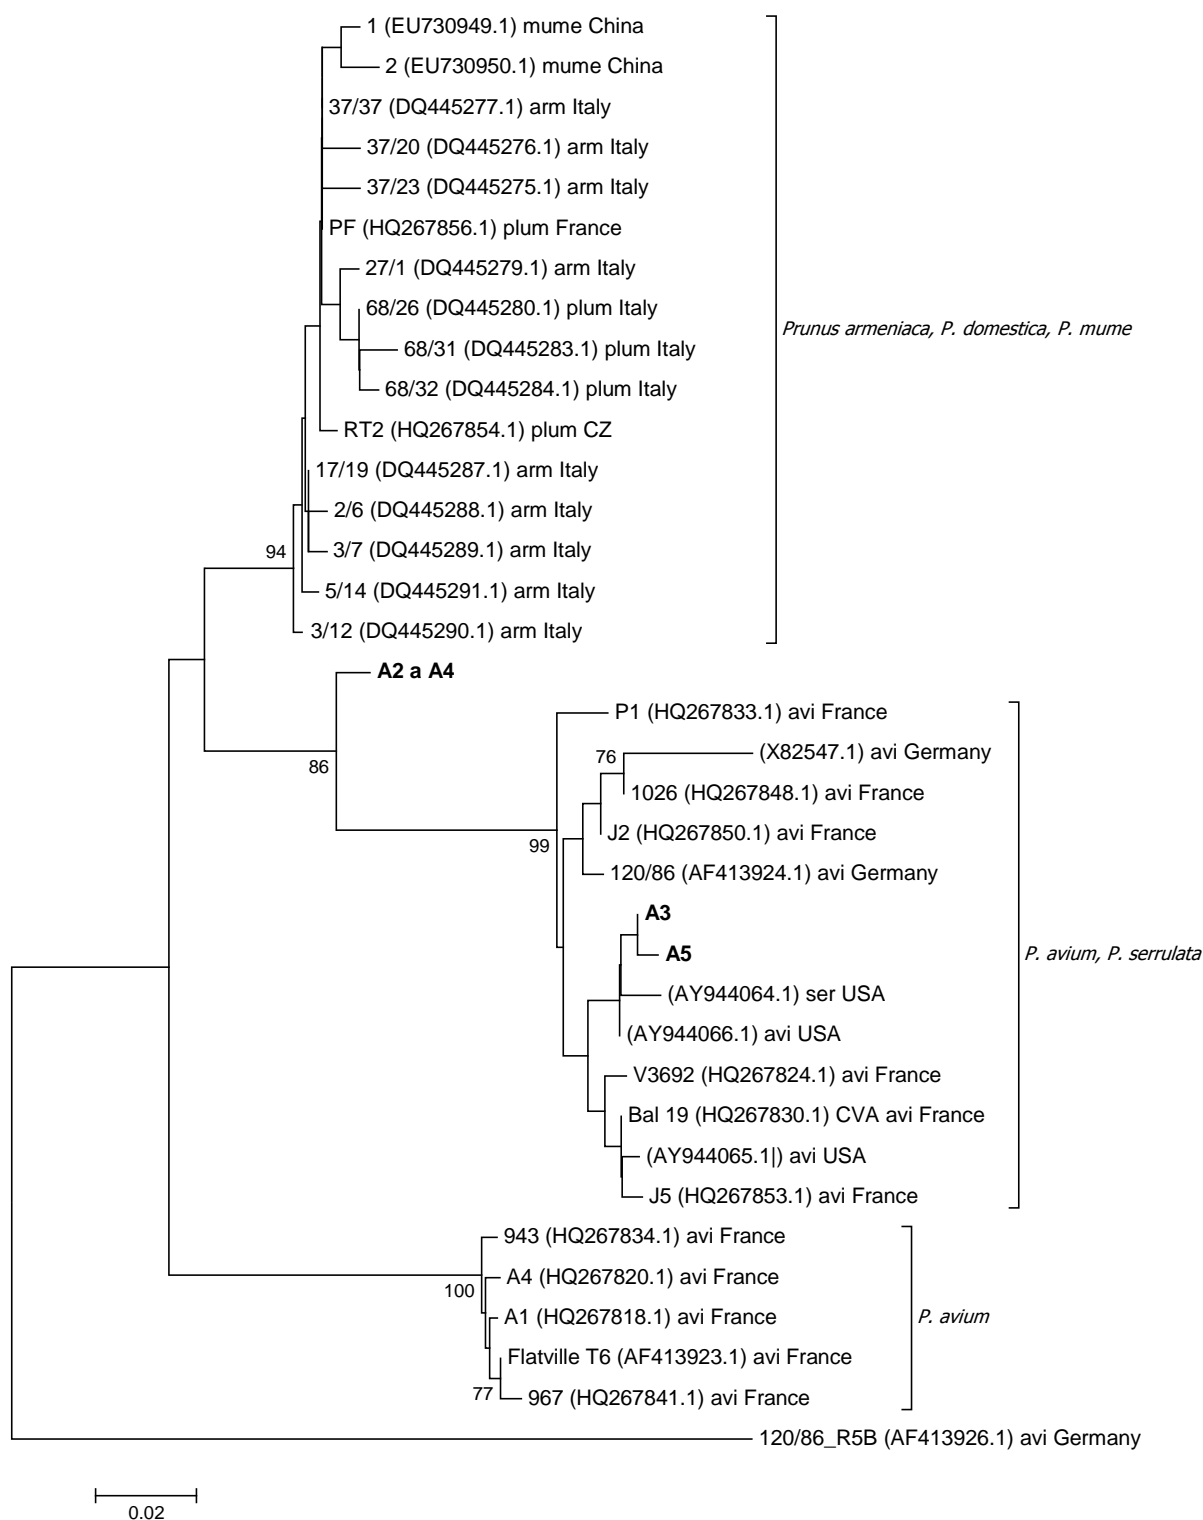 1 (EU730949.1) mume China
2 (EU730950.1) mume China
37/37 (DQ445277.1) arm Italy
37/20 (DQ445276.1) arm Italy
37/23 (DQ445275.1) arm Italy
PF (HQ267856.1) plum France
27/1 (DQ445279.1) arm Italy
68/26 (DQ445280.1) plum Italy
Prunus armeniaca, P. domestica, P. mume
68/31 (DQ445283.1) plum Italy
68/32 (DQ445284.1) plum Italy
RT2 (HQ267854.1) plum CZ
17/19 (DQ445287.1) arm Italy
2/6 (DQ445288.1) arm Italy
3/7 (DQ445289.1) arm Italy
94
5/14 (DQ445291.1) arm Italy
3/12 (DQ445290.1) arm Italy
A2 a A4
P1 (HQ267833.1) avi France
76
(X82547.1) avi Germany
86
1026 (HQ267848.1) avi France
J2 (HQ267850.1) avi France
99
120/86 (AF413924.1) avi Germany
A3
A5
P. avium, P. serrulata
(AY944064.1) ser USA
(AY944066.1) avi USA
V3692 (HQ267824.1) avi France
Bal 19 (HQ267830.1) CVA avi France
(AY944065.1|) avi USA
J5 (HQ267853.1) avi France
943 (HQ267834.1) avi France
A4 (HQ267820.1) avi France
100
A1 (HQ267818.1) avi France
P. avium
Flatville T6 (AF413923.1) avi France
77
967 (HQ267841.1) avi France
120/86_R5B (AF413926.1) avi Germany
0.02